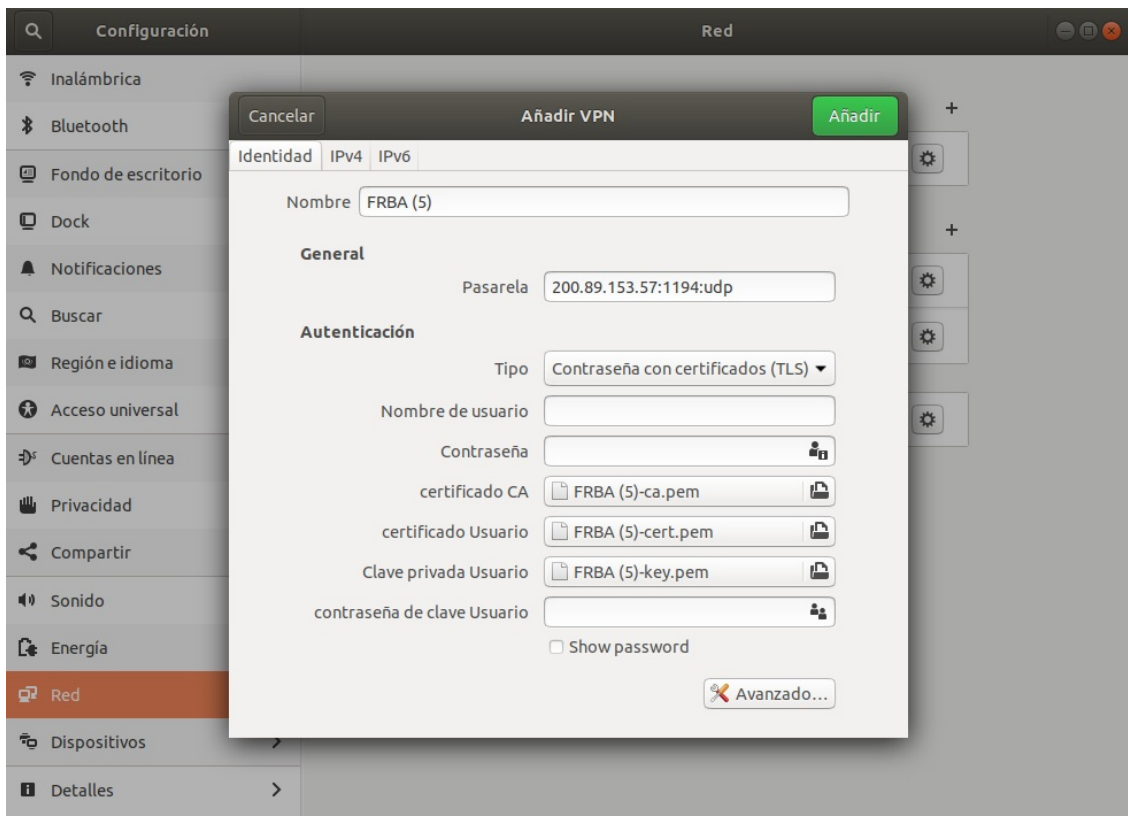 Configuración
Red
Inalámbrica
Bluetooth
Fondo de escritorio
Dock
Notificaciones
Buscar
Región e idioma
Acceso universal
Cuentas en línea
Privacidad
Compartir
Sonido
Energía
Red
Dispositivos
Detalles
Cancelar
Añadir VPN
Añadir
Identidad IPv4 IPv6
Nombre FRBA (5)
General
Pasarela 200.89.153.57:1194:udp
Autenticación
Tipo Contraseña con certificados (TLS)
Nombre de usuario
Contraseña
certificado CA FRBA (5)-ca.pem
certificado Usuario FRBA (5)-cert.pem
Clave privada Usuario FRBA (5)-key.pem
contraseña de clave Usuario
Show password
Avanzado...